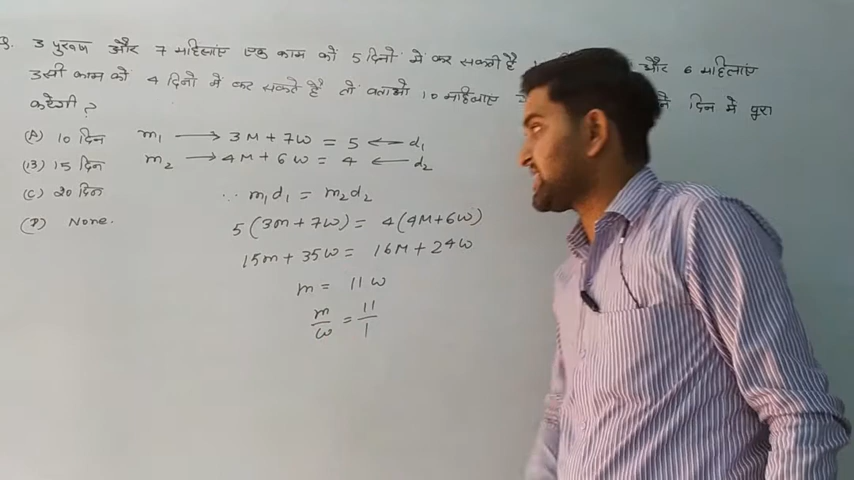 Q. 3 पुरुष और 7 महिलाएं एक काम को 5 दिनों में कर सकती है और 6 महिलाएं
उसी काम को 4 दिनों में कर सकते है तो बताओ 10 महिलाएं दिन में पूरा
करेगी ?
(A) 10 दिन m₁ → 3M + 7W = 5 ← d₁
(B) 15 दिन m₂ → 4M + 6W = 4 ← d₂
(C) 20 दिन ∵ m₁d₁ = m₂d₂
(D) None. 5(3m + 7W) = 4(4M + 6W)
15m + 35W = 16M + 24W
m = 11W
m/W = 11/1